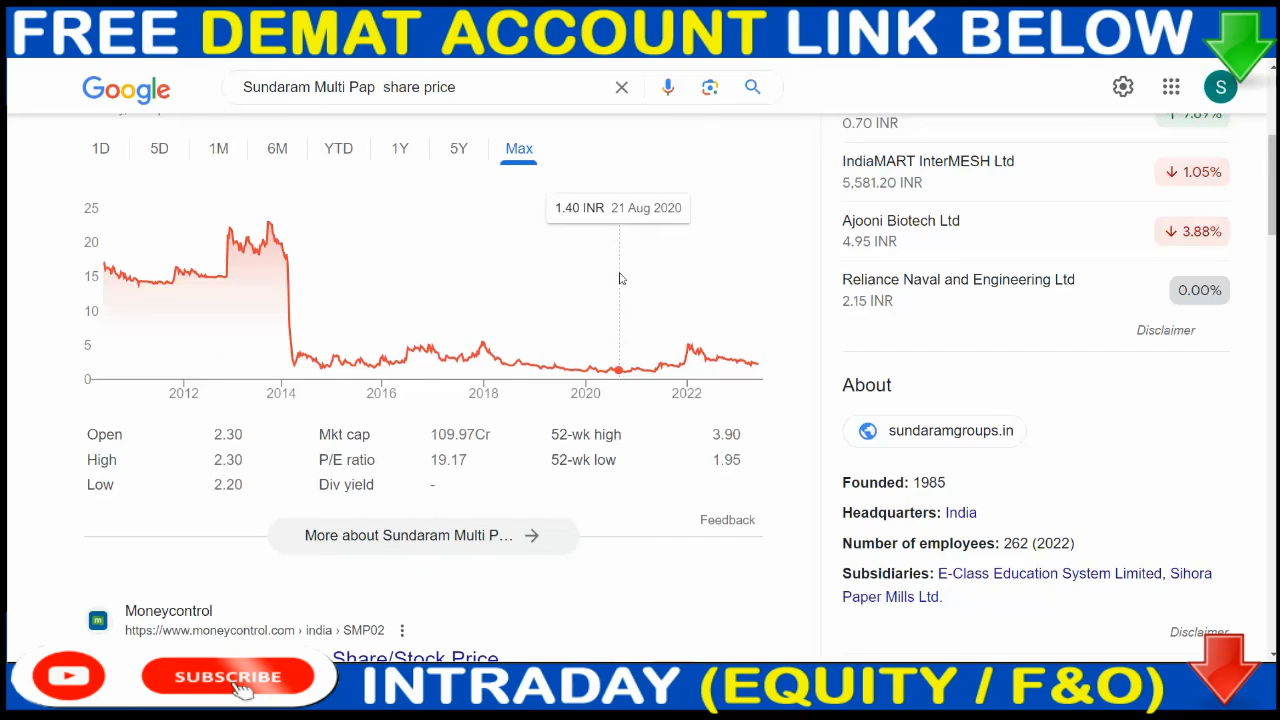 FREE DEMAT ACCOUNT LINK BELOW
Google
Sundaram Multi Pap share price
S
1D 5D 1M 6M YTD 1Y 5Y Max
1.40 INR 21 Aug 2020
25
20
15
10
5
0
2012 2014 2016 2018 2020 2022
Open 2.30 Mkt cap 109.97Cr 52-wk high 3.90
High 2.30 P/E ratio 19.17 52-wk low 1.95
Low 2.20 Div yield -
Feedback
More about Sundaram Multi P...
Moneycontrol
https://www.moneycontrol.com › india › SMP02
Share/Stock Price
0.70 INR
IndiaMART InterMESH Ltd
5,581.20 INR
1.05%
Ajooni Biotech Ltd
4.95 INR
3.88%
Reliance Naval and Engineering Ltd
2.15 INR
0.00%
Disclaimer
About
sundaramgroups.in
Founded: 1985
Headquarters: India
Number of employees: 262 (2022)
Subsidiaries: E-Class Education System Limited, Sihora
Paper Mills Ltd.
Disclaimer
SUBSCRIBE
INTRADAY (EQUITY / F&O)